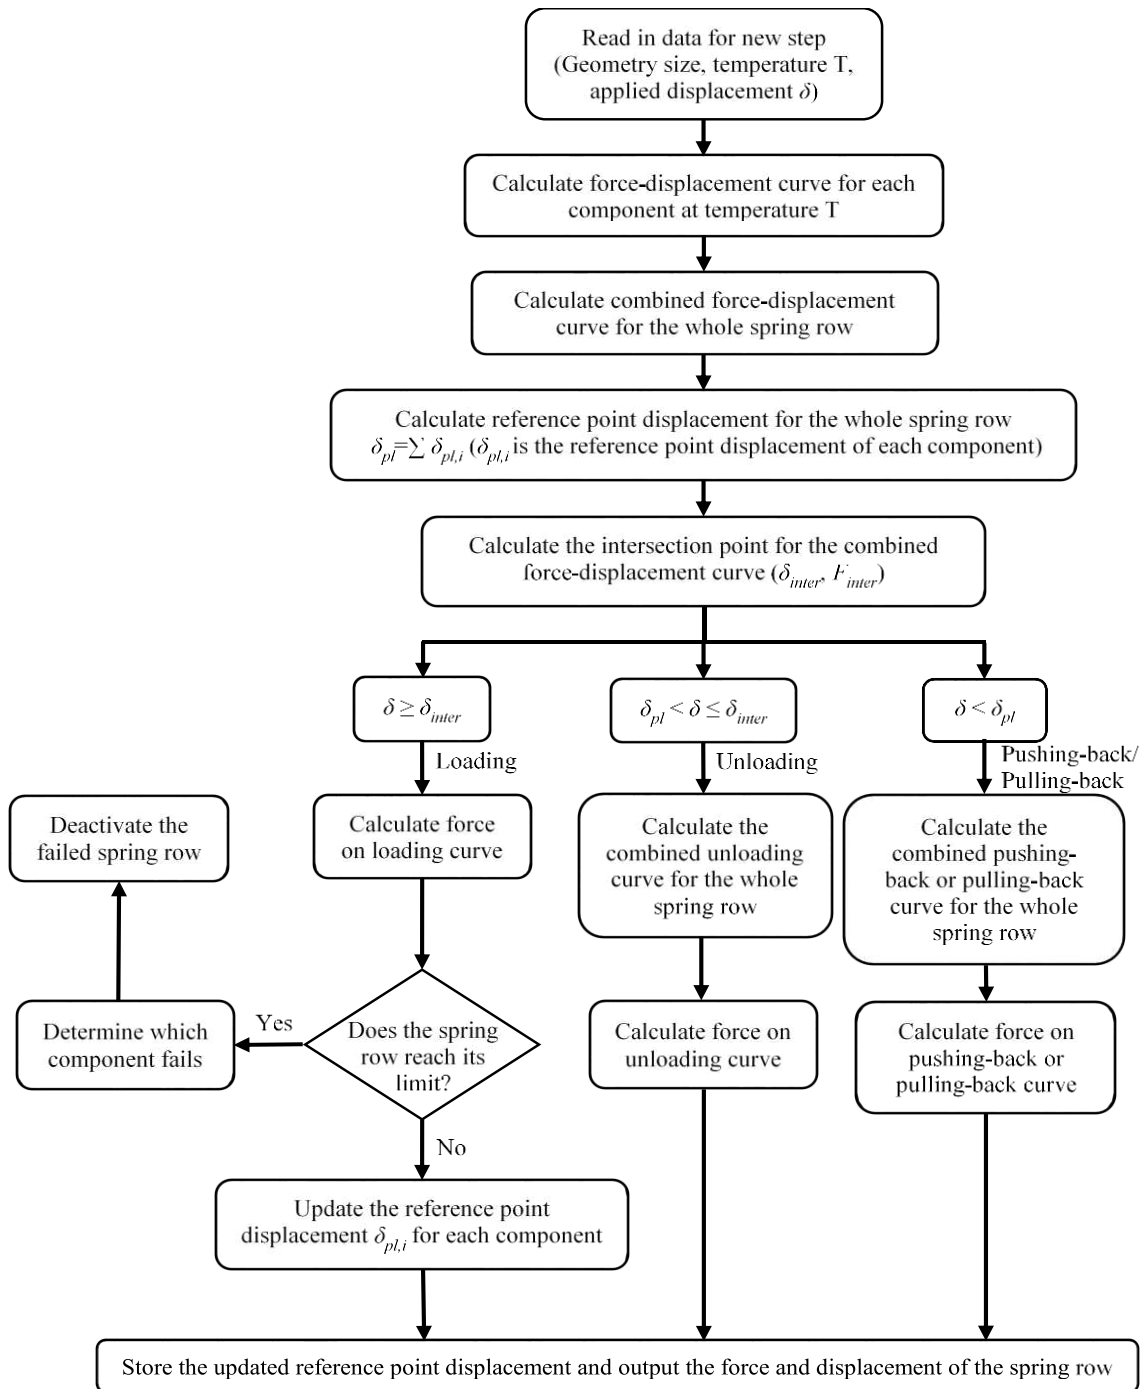 Read in data for new step
(Geometry size, temperature T,
applied displacement δ)
Calculate force-displacement curve for each
component at temperature T
Calculate combined force-displacement
curve for the whole spring row
Calculate reference point displacement for the whole spring row
δpl=∑ δpl,i (δpl,i is the reference point displacement of each component)
Calculate the intersection point for the combined
force-displacement curve (δinter, Finter)
δ ≥ δinter
δpl < δ ≤ δinter
δ < δpl
Loading
Unloading
Pushing-back/
Pulling-back
Deactivate the
failed spring row
Calculate force
on loading curve
Calculate the
combined unloading
curve for the whole
spring row
Calculate the
combined pushing-
back or pulling-back
curve for the whole
spring row
Determine which
component fails
Yes
Does the spring
row reach its
limit?
Calculate force on
unloading curve
Calculate force on
pushing-back or
pulling-back curve
No
Update the reference point
displacement δpl,i for each component
Store the updated reference point displacement and output the force and displacement of the spring row